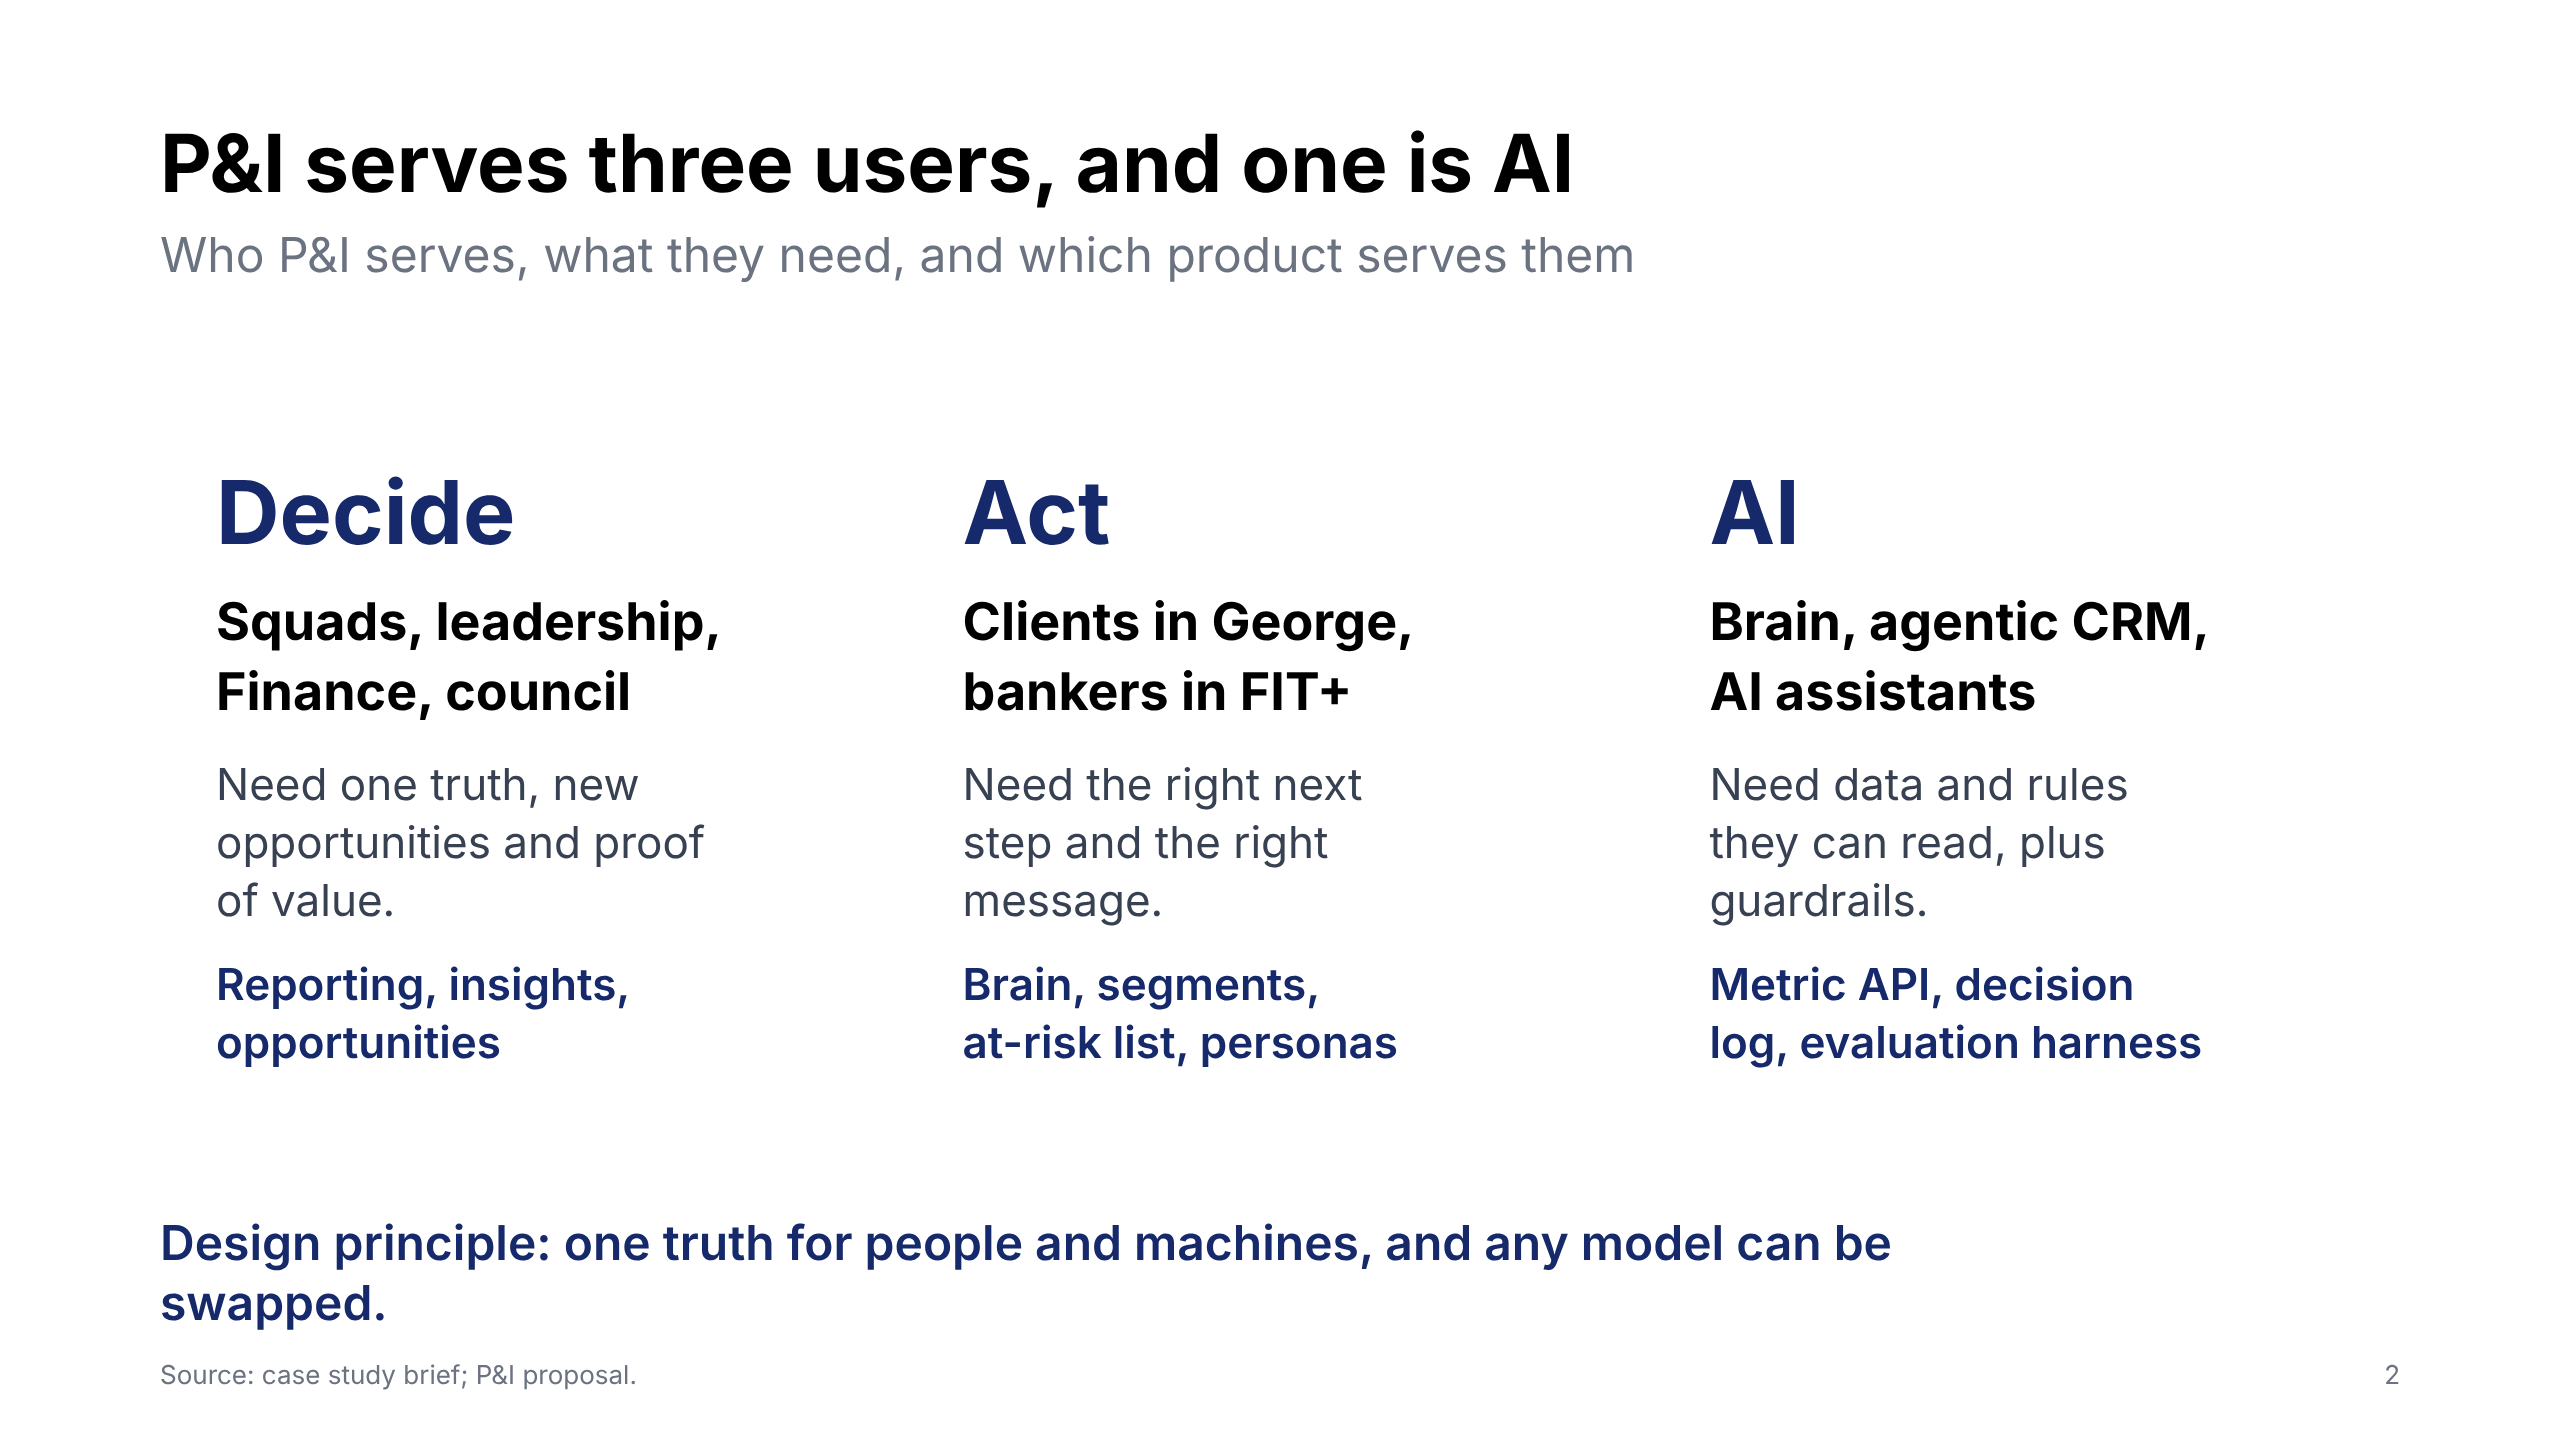 P&I serves three users, and one is AI
Who P&I serves, what they need, and which product serves them
Decide
Squads, leadership,
Finance, council
Need one truth, new
opportunities and proof
of value.
Reporting, insights,
opportunities
Act
Clients in George,
bankers in FIT+
Need the right next
step and the right
message.
Brain, segments,
at-risk list, personas
AI
Brain, agentic CRM,
AI assistants
Need data and rules
they can read, plus
guardrails.
Metric API, decision
log, evaluation harness
Design principle: one truth for people and machines, and any model can be
swapped.
Source: case study brief; P&I proposal.
2